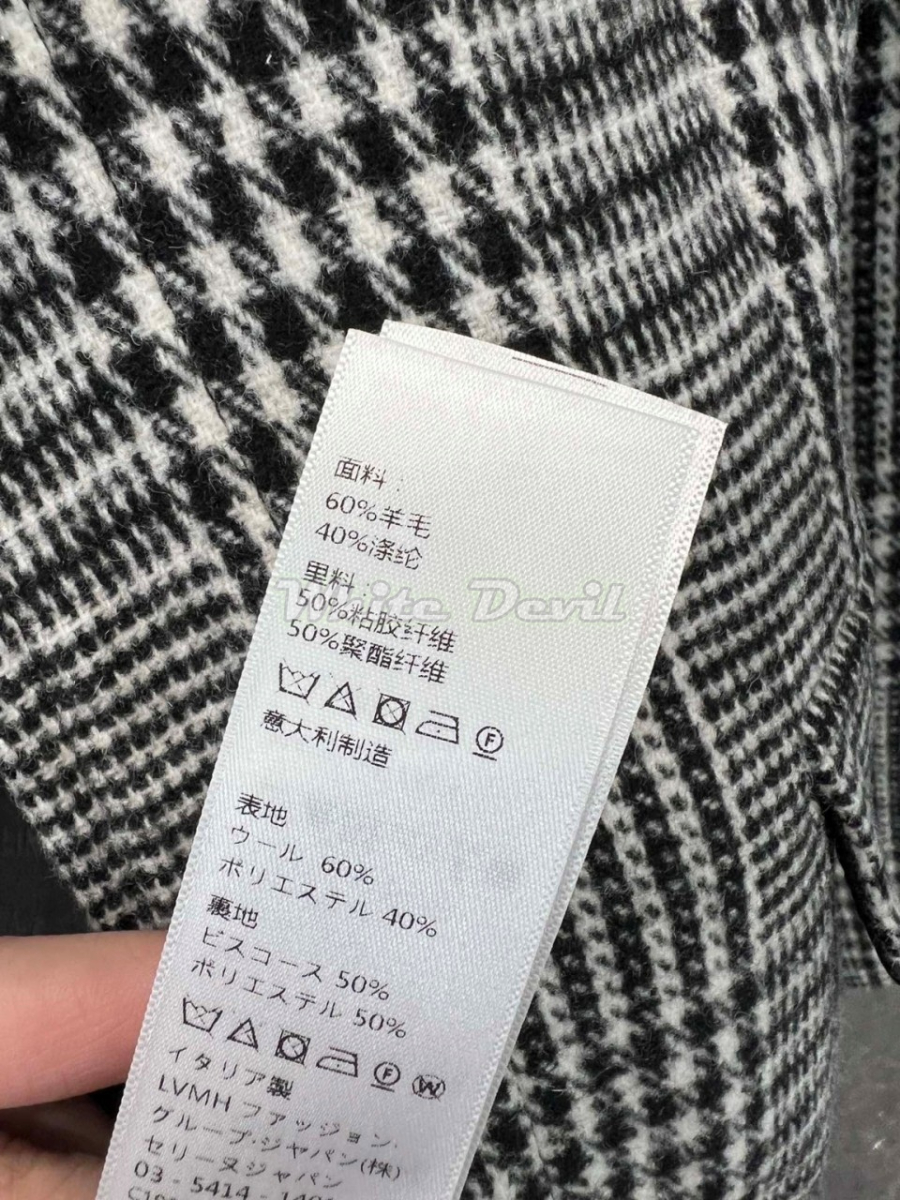 面料：
60%羊毛
40%涤纶
里料：
50%粘胶纤维
50%聚酯纤维
F
意大利制造
表地
ウール 60%
ポリエステル 40%
裏地
ビスコース 50%
ポリエステル 50%
F W
イタリア製
LVMH ファッション.
グループ・ジャパン(株)
セリーヌジャパン
03 - 5414 -
White Devil